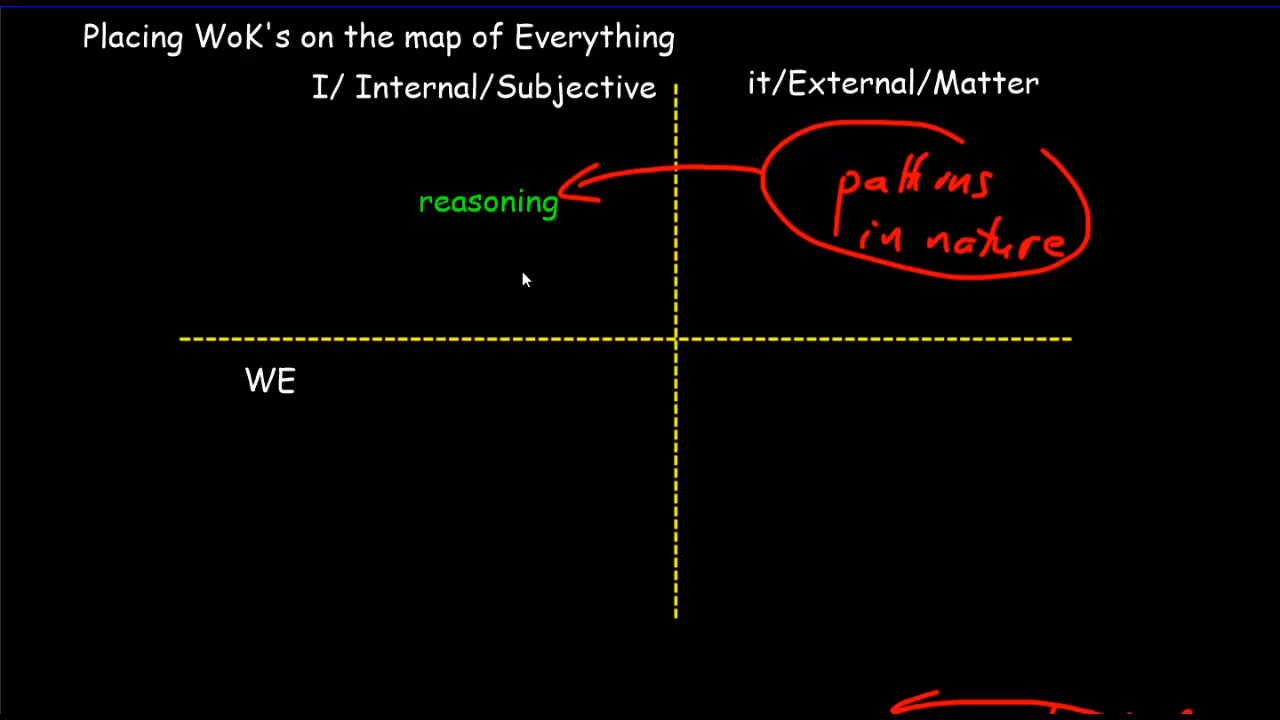 Placing WoK's on the map of Everything
I/ Internal/Subjective
it/External/Matter
reasoning
patterns
in nature
WE